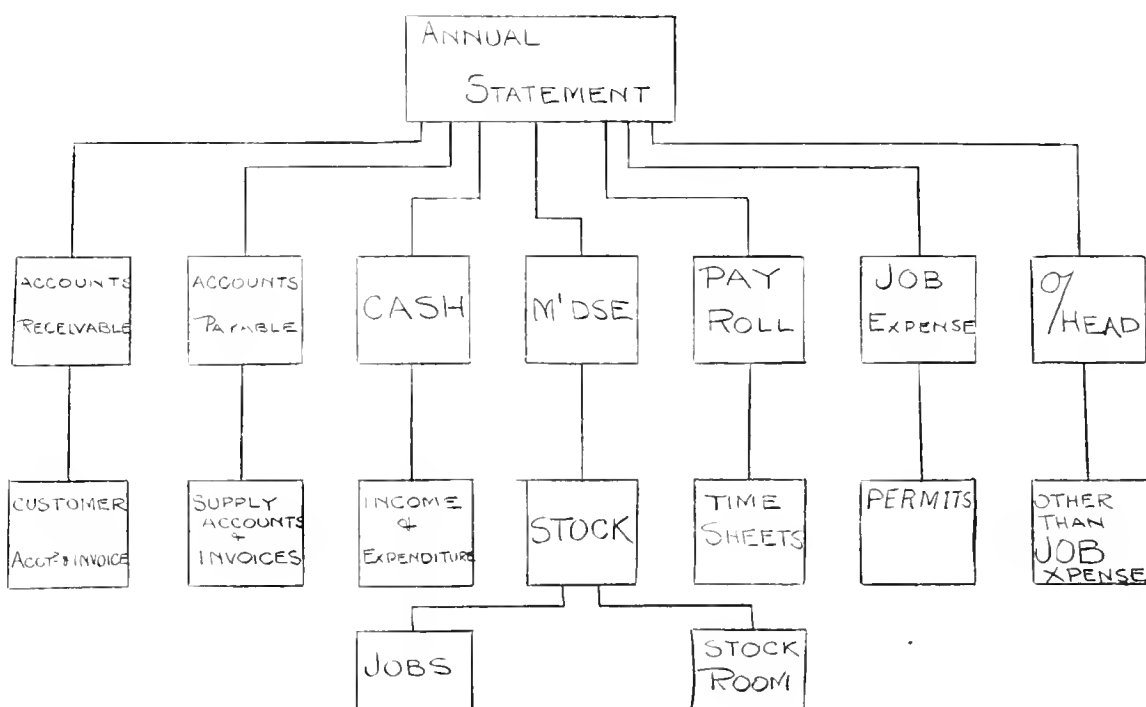 ANNUAL
STATEMENT
ACCOUNTS
RECEIVABLE
ACCOUNTS
PAYABLE
CASH
M'DSE
PAY
ROLL
JOB
EXPENSE
O/HEAD
CUSTOMER
ACCT. & INVOICE
SUPPLY
ACCOUNTS
&
INVOICES
INCOME
&
EXPENDITURE
STOCK
TIME
SHEETS
PERMITS
OTHER
THAN
JOB
XPENSE
JOBS
STOCK
ROOM